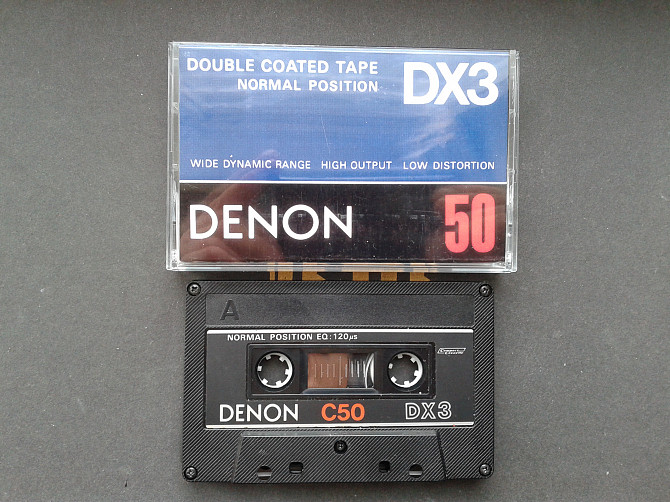 DOUBLE COATED TAPE
NORMAL POSITION
DX3
WIDE DYNAMIC RANGE HIGH OUTPUT LOW DISTORTION
DENON
50
A
NORMAL POSITION EQ:120µs
DENON C50 DX3